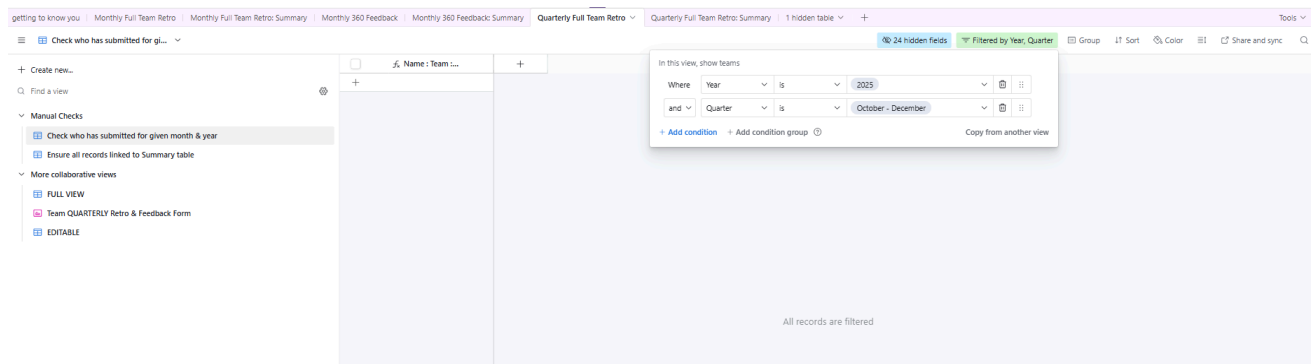 getting to know you Monthly Full Team Retro Monthly Full Team Retro: Summary Monthly 360 Feedback Monthly 360 Feedback: Summary Quarterly Full Team Retro Quarterly Full Team Retro: Summary 1 hidden table Tools
Check who has submitted for gi... 24 hidden fields Filtered by Year, Quarter Group Sort Color Share and sync
Create new...
Find a view
Manual Checks
Check who has submitted for given month & year
Ensure all records linked to Summary table
More collaborative views
FULL VIEW
Team QUARTERLY Retro & Feedback Form
EDITABLE
Name : Team :...
In this view, show teams
Where Year is 2025
and Quarter is October - December
+ Add condition + Add condition group Copy from another view
All records are filtered